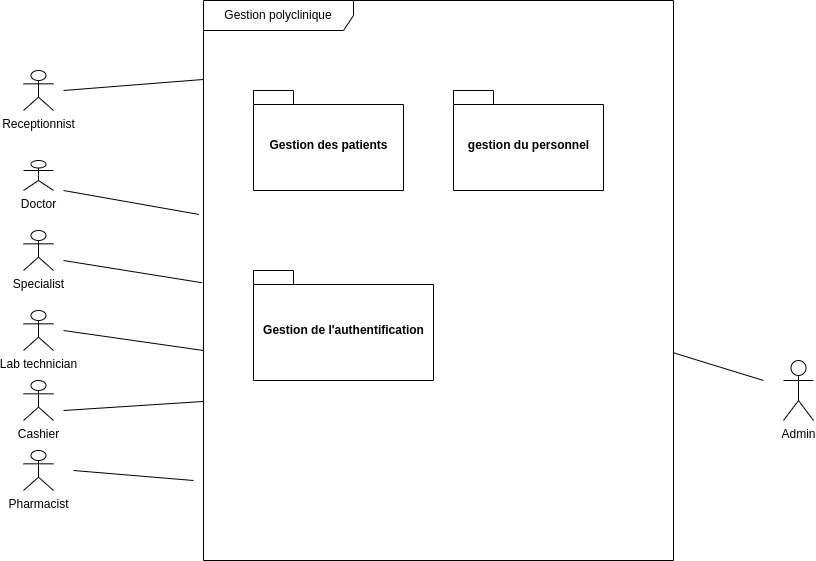 Gestion polyclinique
Receptionnist
Gestion des patients
gestion du personnel
Doctor
Specialist
Gestion de l'authentification
Lab technician
Cashier
Admin
Pharmacist